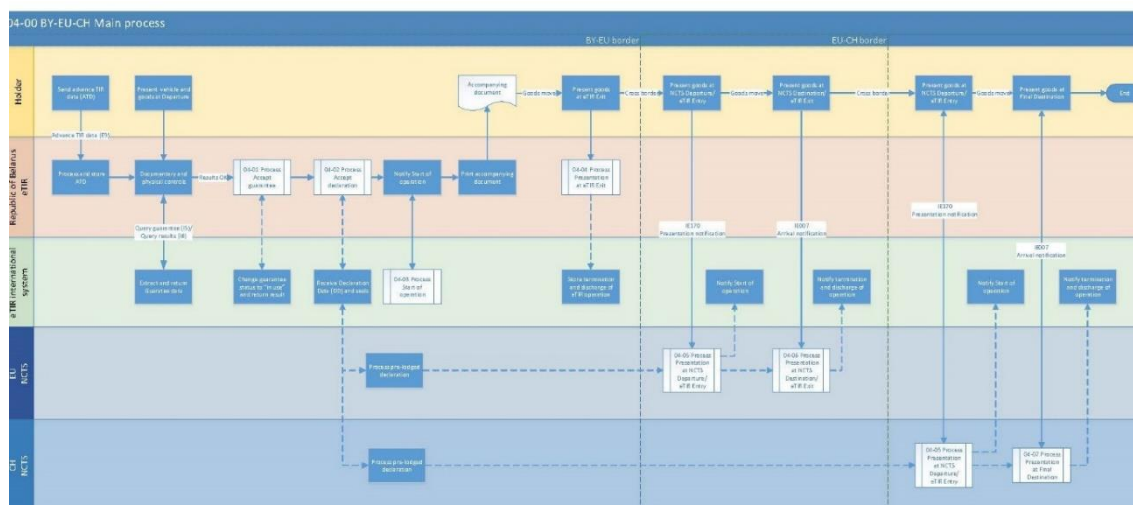 04-00 BY-EU-CH Main process
BY-EU border
EU-CH border
Holder
Send advance TIR
data (ATD)
Present vehicle and
goods at Departure
Accompanying
document
Goods move
Present goods
at eTIR Exit
Cross border
Present goods at
NCTS Departure/
eTIR Entry
Goods move
Present goods at
NCTS Destination/
eTIR Exit
Cross border
Present goods at
NCTS Departure/
eTIR Entry
Goods move
Present goods at
Final Destination
End
Advance TIR data
Republic of Belarus
eTIR
Process and store
ATD
Documentary and
physical controls
Results OK
04-01 Process
Accept
guarantee
04-02 Process
Accept
declaration
Notify Start of
operation
Print accompanying
document
04-04 Process
Presentation
at eTIR Exit
Query guarantee (I5)/
Query results (I6)
IE170
Presentation notification
IE007
Arrival notification
IE170
Presentation notification
IE007
Arrival notification
eTIR international
system
Extract and return
Guarantee data
Change guarantee
status to "in use"
and return result
Receive Declaration
Data and seals
Process
Start of
operation
Store termination
and discharge of
eTIR operation
Notify Start of
operation
Notify termination
and discharge of
operation
Notify Start of
operation
Notify termination
and discharge of
operation
EU
NCTS
Process pre-lodged
declaration
04-05 Process
Presentation
at NCTS
Departure/
eTIR Entry
Process
Presentation
at NCTS
Destination/
eTIR Exit
CH
NCTS
Process pre-lodged
declaration
04-05 Process
Presentation
at NCTS
Departure/
eTIR Entry
04-07 Process
Presentation
at Final
Destination